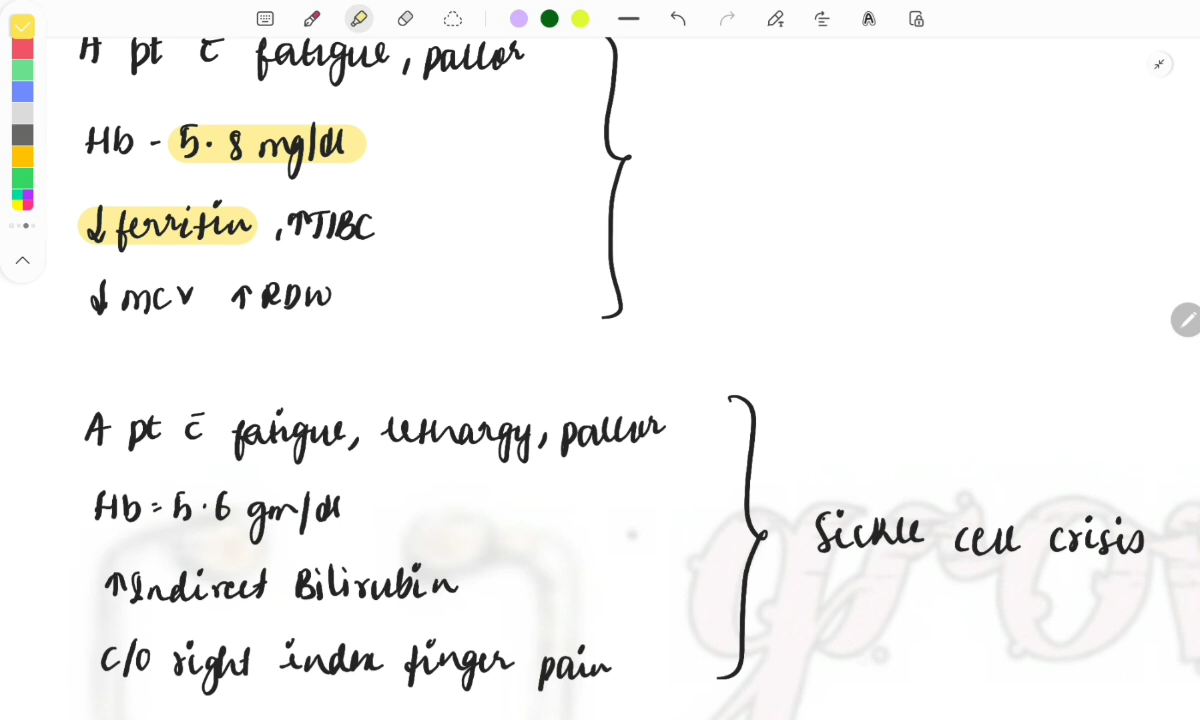 A pt c̄ fatigue, pallor
Hb - 5.8 mg/dl
↓ ferritin, ↑TIBC
↓ MCV ↑ RDW
A pt c̄ fatigue, lethargy, pallor
Hb = 5.6 gm/dl
↑Indirect Bilirubin
Sickle cell crisis
C/O right index finger pain